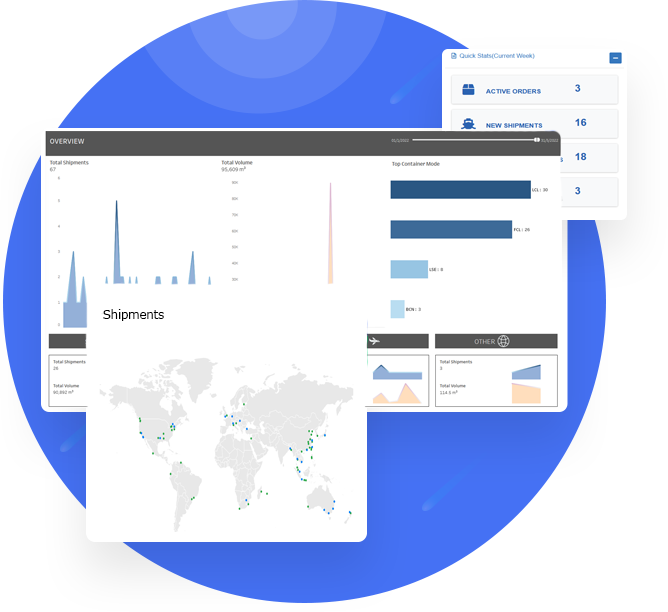 Quick Stats(Current Week)
ACTIVE ORDERS 3
NEW SHIPMENTS 16
18
3
OVERVIEW
Total Shipments
67
Total Volume
95,609 m³
Top Container Mode
LCL: 30
FCL: 26
LSE: 8
BCN: 3
Shipments
OTHER
Total Shipments
26
Total Volume
90,892 m³
Total Shipments
3
Total Volume
114.5 m³